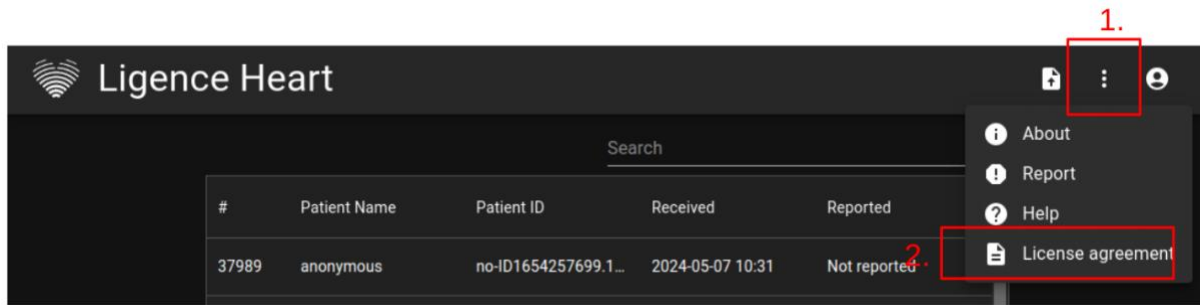 1.
Ligence Heart
About
Search
Report
# Patient Name Patient ID Received Reported
Help
2. License agreement
37989 anonymous no-ID1654257699.1... 2024-05-07 10:31 Not reported